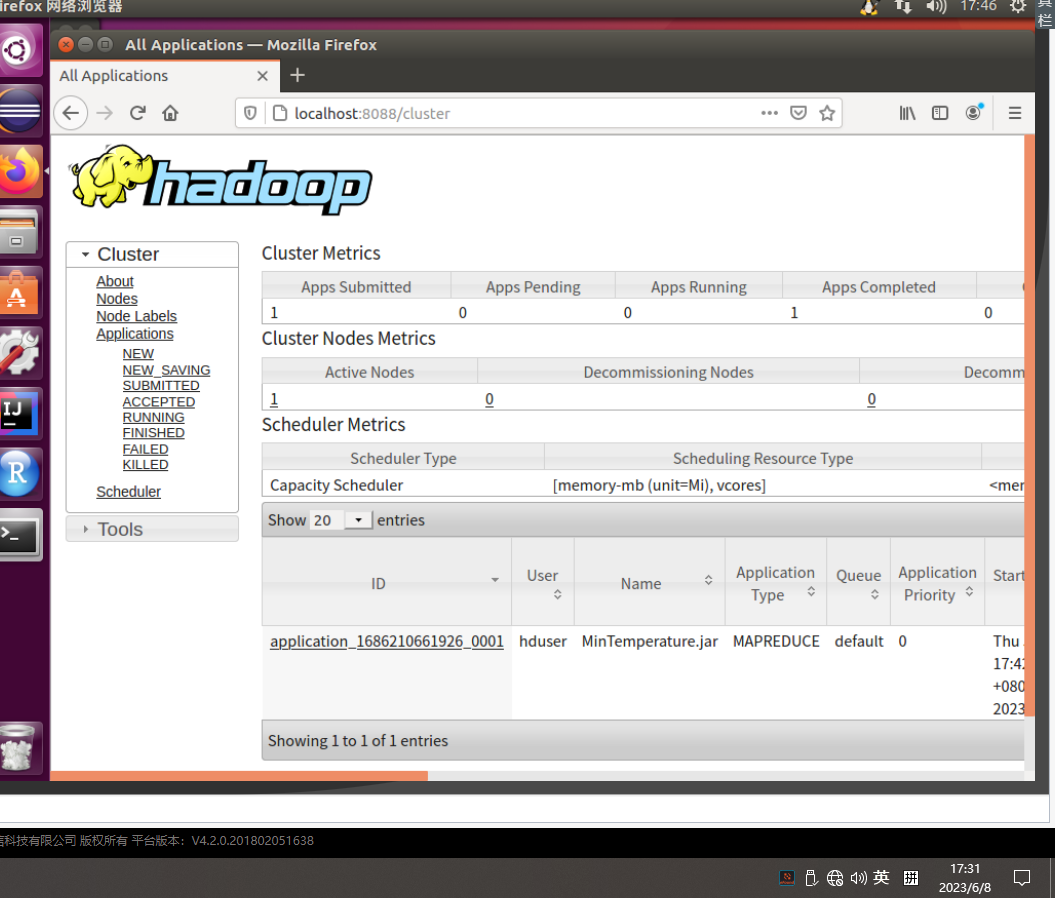 irefox 网络浏览器
17:46
具
栏
All Applications — Mozilla Firefox
All Applications
localhost:8088/cluster
hadoop
Cluster
About
Nodes
Node Labels
Applications
NEW
NEW_SAVING
SUBMITTED
ACCEPTED
RUNNING
FINISHED
FAILED
KILLED
Scheduler
Tools
Cluster Metrics
Apps Submitted Apps Pending Apps Running Apps Completed
1 0 0 1 0
Cluster Nodes Metrics
Active Nodes Decommissioning Nodes Decomm
1 0 0
Scheduler Metrics
Scheduler Type Scheduling Resource Type
Capacity Scheduler [memory-mb (unit=Mi), vcores] <mer
Show 20 entries
ID User Name Application Type Queue Application Priority Start
application_1686210661926_0001 hduser MinTemperature.jar MAPREDUCE default 0 Thu
17:42
+080
2023
Showing 1 to 1 of 1 entries
IJ
R
>_
科技有限公司 版权所有 平台版本：V4.2.0.201802051638
英 拼
17:31
2023/6/8